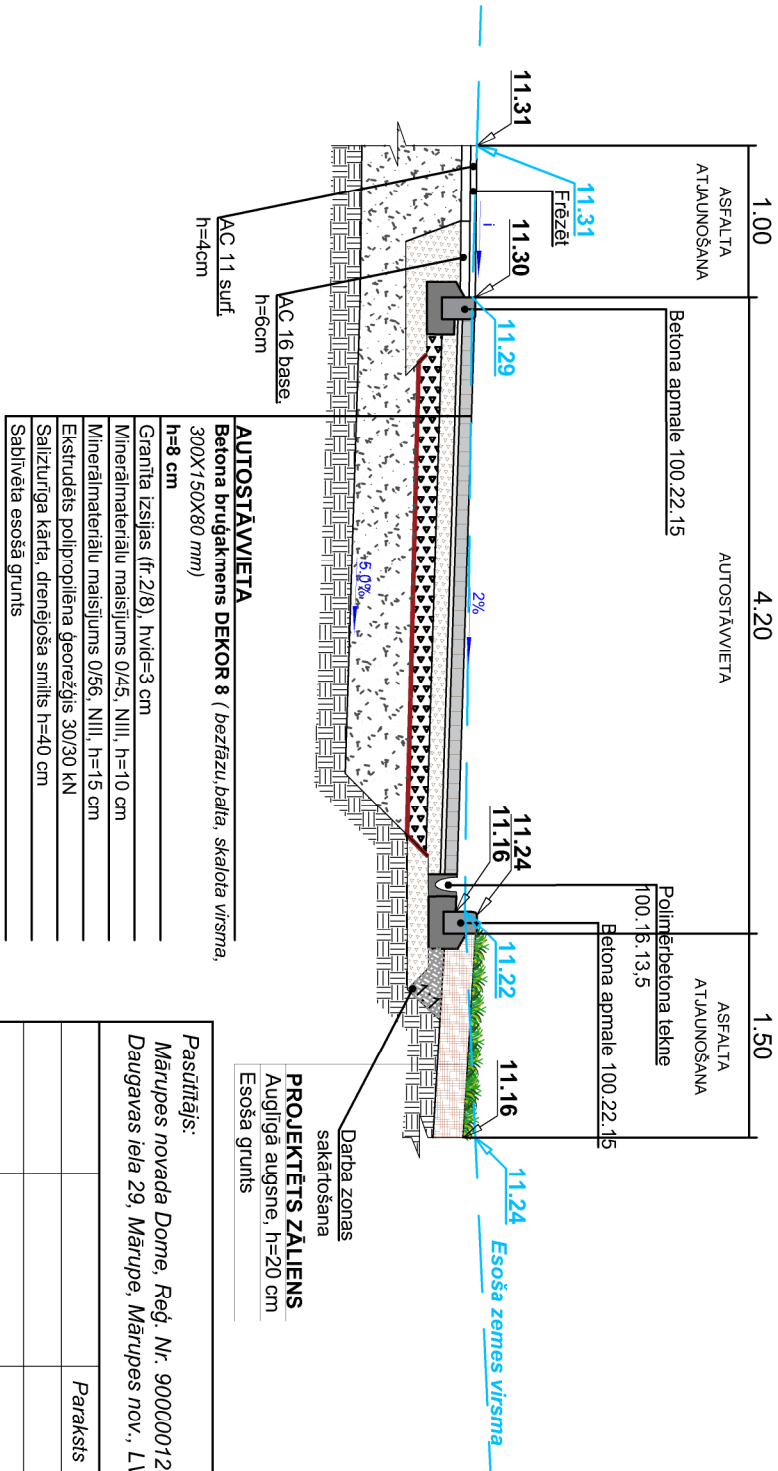 1.00
4.20
1.50
ASFALTA
ATJAUNOŠANA
AUTOSTĀVVIETA
ASFALTA
ATJAUNOŠANA
Betona apmale 100.22.15
Polimērbetona tekne
100.16.13,5
Betona apmale 100.22.15
11.31
11.31
Frēzēt
i
11.30
11.29
2%
5.0%
11.24
11.16
11.22
11.16
11.24
Esoša zemes virsma
AC 11 surf.
h=4cm
AC 16 base.
h=6cm
Darba zonas
sakārtošana
AUTOSTĀVVIETA
Betona bruģakmens DEKOR 8 ( bezfāzu,balta, skalota virsma,
300X150X80 mm)
h=8 cm
Granīta izsijas (fr.2/8), hvid=3 cm
Minerālmateriālu maisījums 0/45, NIII, h=10 cm
Minerālmateriālu maisījums 0/56, NIII, h=15 cm
Ekstrudēts polipropilēna ģeorežģis 30/30 kN
Salizturīga kārta, drenējoša smilts h=40 cm
Sablīvēta esošā grunts
PROJEKTĒTS ZĀLIENS
Auglīgā augsne, h=20 cm
Esoša grunts
Pasūtītājs:
Mārupes novada Dome, Reģ. Nr. 90000012
Daugavas iela 29, Mārupe, Mārupes nov., LV
Paraksts